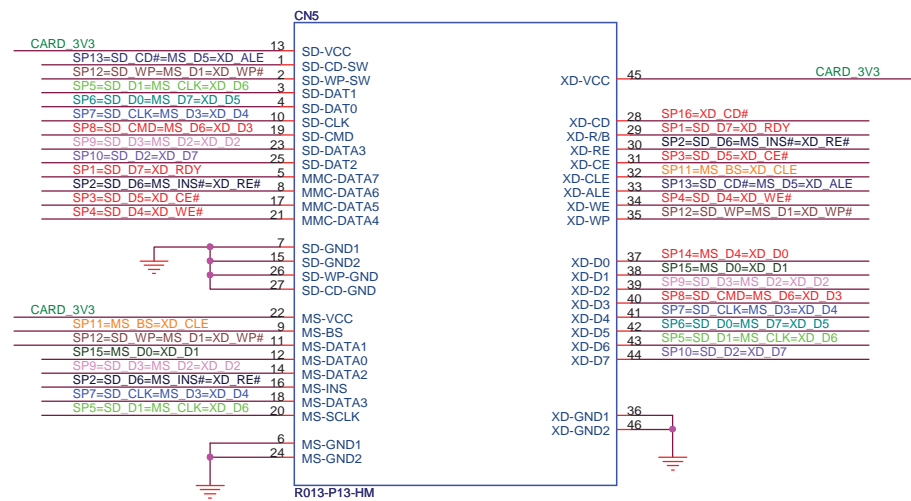 CN5
CARD_3V3 13 SD-VCC
SP13=SD_CD#=MS_D5=XD_ALE 1 SD-CD-SW
SP12=SD_WP=MS_D1=XD_WP# 2 SD-WP-SW
SP5=SD_D1=MS_CLK=XD_D6 3 SD-DAT1
SP6=SD_D0=MS_D7=XD_D5 4 SD-DAT0
SP7=SD_CLK=MS_D3=XD_D4 10 SD-CLK
SP8=SD_CMD=MS_D6=XD_D3 19 SD-CMD
SP9=SD_D3=MS_D2=XD_D2 23 SD-DATA3
SP10=SD_D2=XD_D7 25 SD-DAT2
SP1=SD_D7=XD_RDY 5 MMC-DATA7
SP2=SD_D6=MS_INS#=XD_RE# 8 MMC-DATA6
SP3=SD_D5=XD_CE# 17 MMC-DATA5
SP4=SD_D4=XD_WE# 21 MMC-DATA4
7 SD-GND1
15 SD-GND2
26 SD-WP-GND
27 SD-CD-GND
CARD_3V3 22 MS-VCC
SP11=MS_BS=XD_CLE 9 MS-BS
SP12=SD_WP=MS_D1=XD_WP# 11 MS-DATA1
SP15=MS_D0=XD_D1 12 MS-DATA0
SP9=SD_D3=MS_D2=XD_D2 14 MS-DATA2
SP2=SD_D6=MS_INS#=XD_RE# 16 MS-INS
SP7=SD_CLK=MS_D3=XD_D4 18 MS-DATA3
SP5=SD_D1=MS_CLK=XD_D6 20 MS-SCLK
6 MS-GND1
24 MS-GND2
XD-VCC 45 CARD_3V3
XD-CD 28 SP16=XD_CD#
XD-R/B 29 SP1=SD_D7=XD_RDY
XD-RE 30 SP2=SD_D6=MS_INS#=XD_RE#
XD-CE 31 SP3=SD_D5=XD_CE#
XD-CLE 32 SP11=MS_BS=XD_CLE
XD-ALE 33 SP13=SD_CD#=MS_D5=XD_ALE
XD-WE 34 SP4=SD_D4=XD_WE#
XD-WP 35 SP12=SD_WP=MS_D1=XD_WP#
XD-D0 37 SP14=MS_D4=XD_D0
XD-D1 38 SP15=MS_D0=XD_D1
XD-D2 39 SP9=SD_D3=MS_D2=XD_D2
XD-D3 40 SP8=SD_CMD=MS_D6=XD_D3
XD-D4 41 SP7=SD_CLK=MS_D3=XD_D4
XD-D5 42 SP6=SD_D0=MS_D7=XD_D5
XD-D6 43 SP5=SD_D1=MS_CLK=XD_D6
XD-D7 44 SP10=SD_D2=XD_D7
XD-GND1 36
XD-GND2 46
R013-P13-HM